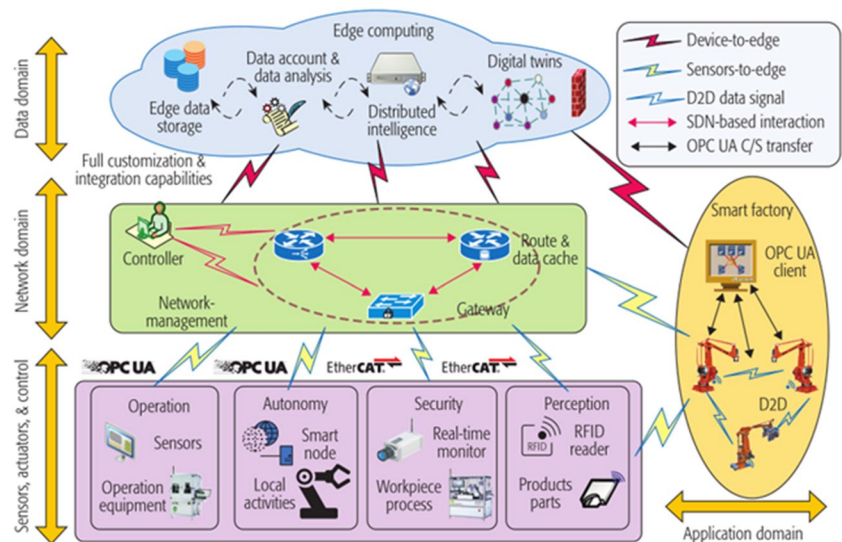 Edge computing
Data account &
data analysis
Digital twins
Edge data
storage
Distributed
intelligence
Data domain
Device-to-edge
Sensors-to-edge
D2D data signal
SDN-based interaction
OPC UA C/S transfer
Full customization &
integration capabilities
Network domain
Controller
Route &
data cache
Network-
management
Gateway
Smart factory
OPC UA
client
D2D
OPC UA
OPC UA
EtherCAT
EtherCAT
Sensors, actuators, & control
Operation
Sensors
Operation
equipment
Autonomy
Smart
node
Local
activities
Security
Real-time
monitor
Workpiece
process
Perception
RFID
RFID
reader
Products
parts
Application domain